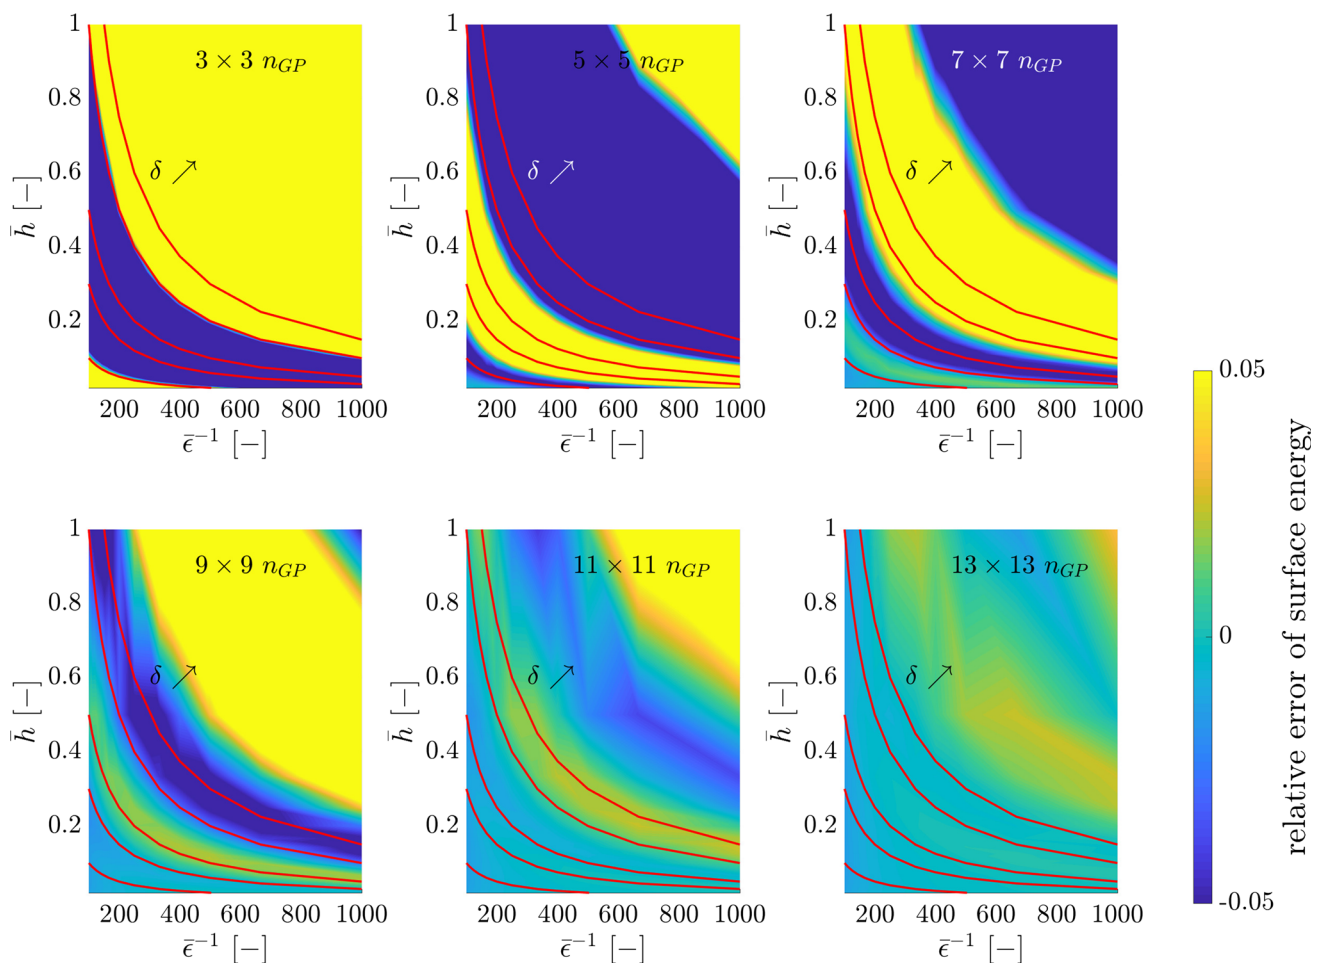 1
0.8
0.6
0.4
0.2
h̄ [−]
3 × 3 n_GP
δ ↗
200 400 600 800 1000
ϵ̄⁻¹ [−]
1
0.8
0.6
0.4
0.2
h̄ [−]
5 × 5 n_GP
δ ↗
200 400 600 800 1000
ϵ̄⁻¹ [−]
1
0.8
0.6
0.4
0.2
h̄ [−]
7 × 7 n_GP
δ ↗
200 400 600 800 1000
ϵ̄⁻¹ [−]
1
0.8
0.6
0.4
0.2
h̄ [−]
9 × 9 n_GP
δ ↗
200 400 600 800 1000
ϵ̄⁻¹ [−]
1
0.8
0.6
0.4
0.2
h̄ [−]
11 × 11 n_GP
δ ↗
200 400 600 800 1000
ϵ̄⁻¹ [−]
1
0.8
0.6
0.4
0.2
h̄ [−]
13 × 13 n_GP
δ ↗
200 400 600 800 1000
ϵ̄⁻¹ [−]
0.05
0
-0.05
relative error of surface energy